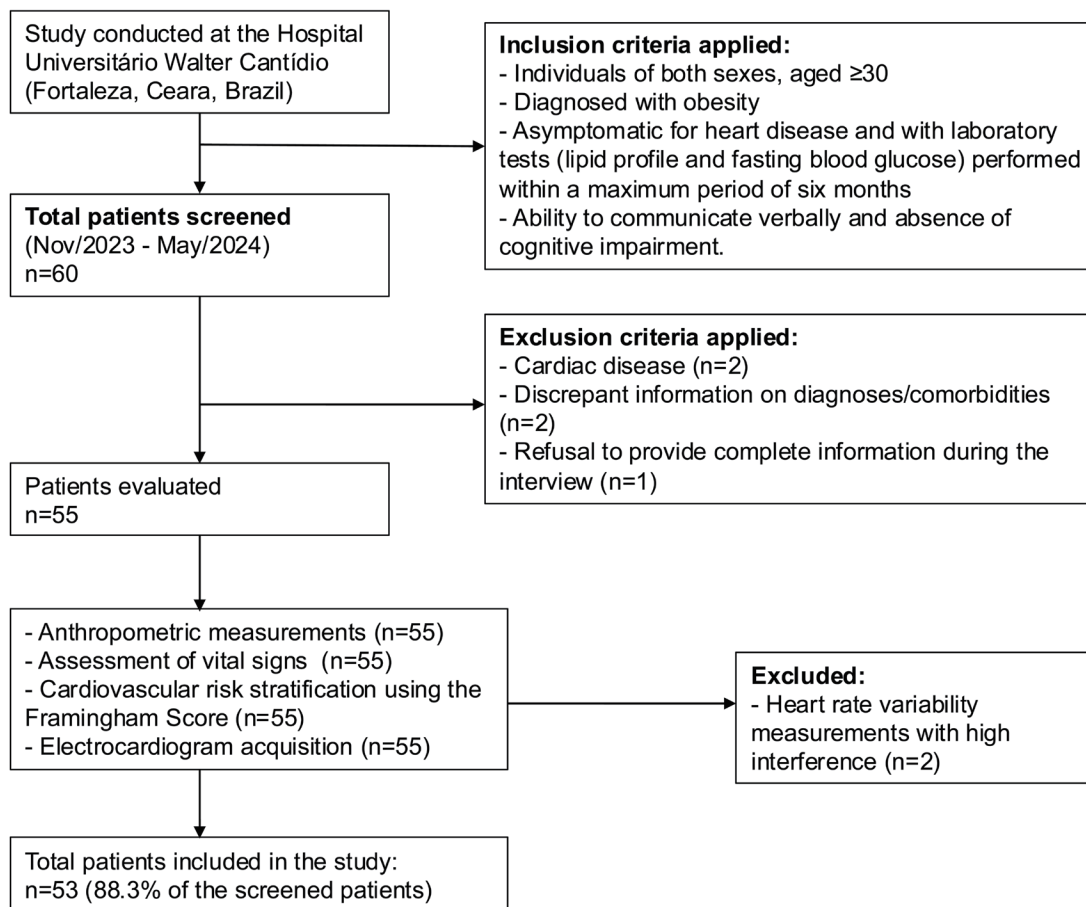 Study conducted at the Hospital
Universitário Walter Cantídio
(Fortaleza, Ceara, Brazil)
Inclusion criteria applied:
- Individuals of both sexes, aged ≥30
- Diagnosed with obesity
- Asymptomatic for heart disease and with laboratory
tests (lipid profile and fasting blood glucose) performed
within a maximum period of six months
- Ability to communicate verbally and absence of
cognitive impairment.
Total patients screened
(Nov/2023 - May/2024)
n=60
Exclusion criteria applied:
- Cardiac disease (n=2)
- Discrepant information on diagnoses/comorbidities
(n=2)
- Refusal to provide complete information during the
interview (n=1)
Patients evaluated
n=55
- Anthropometric measurements (n=55)
- Assessment of vital signs (n=55)
- Cardiovascular risk stratification using the
Framingham Score (n=55)
- Electrocardiogram acquisition (n=55)
Excluded:
- Heart rate variability
measurements with high
interference (n=2)
Total patients included in the study:
n=53 (88.3% of the screened patients)